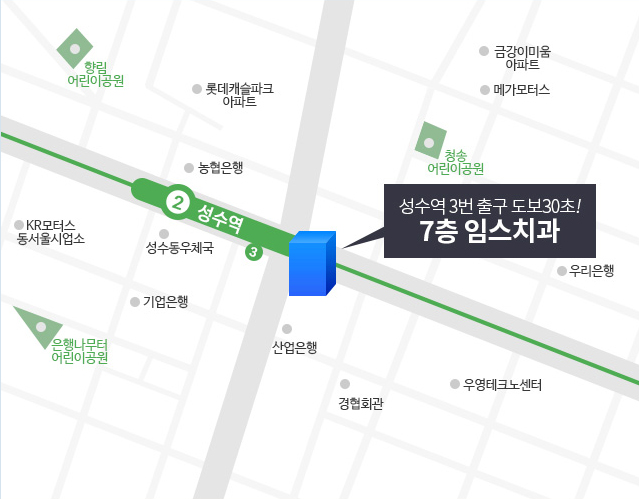 향림
어린이공원
롯데캐슬파크
아파트
금강이미움
아파트
메가모터스
청송
어린이공원
농협은행
2
성수역
3
성수역 3번 출구 도보30초!
7층 임스치과
KR모터스
동서울시업소
성수동우체국
우리은행
기업은행
은행나무터
어린이공원
산업은행
경협회관
우영테크노센터